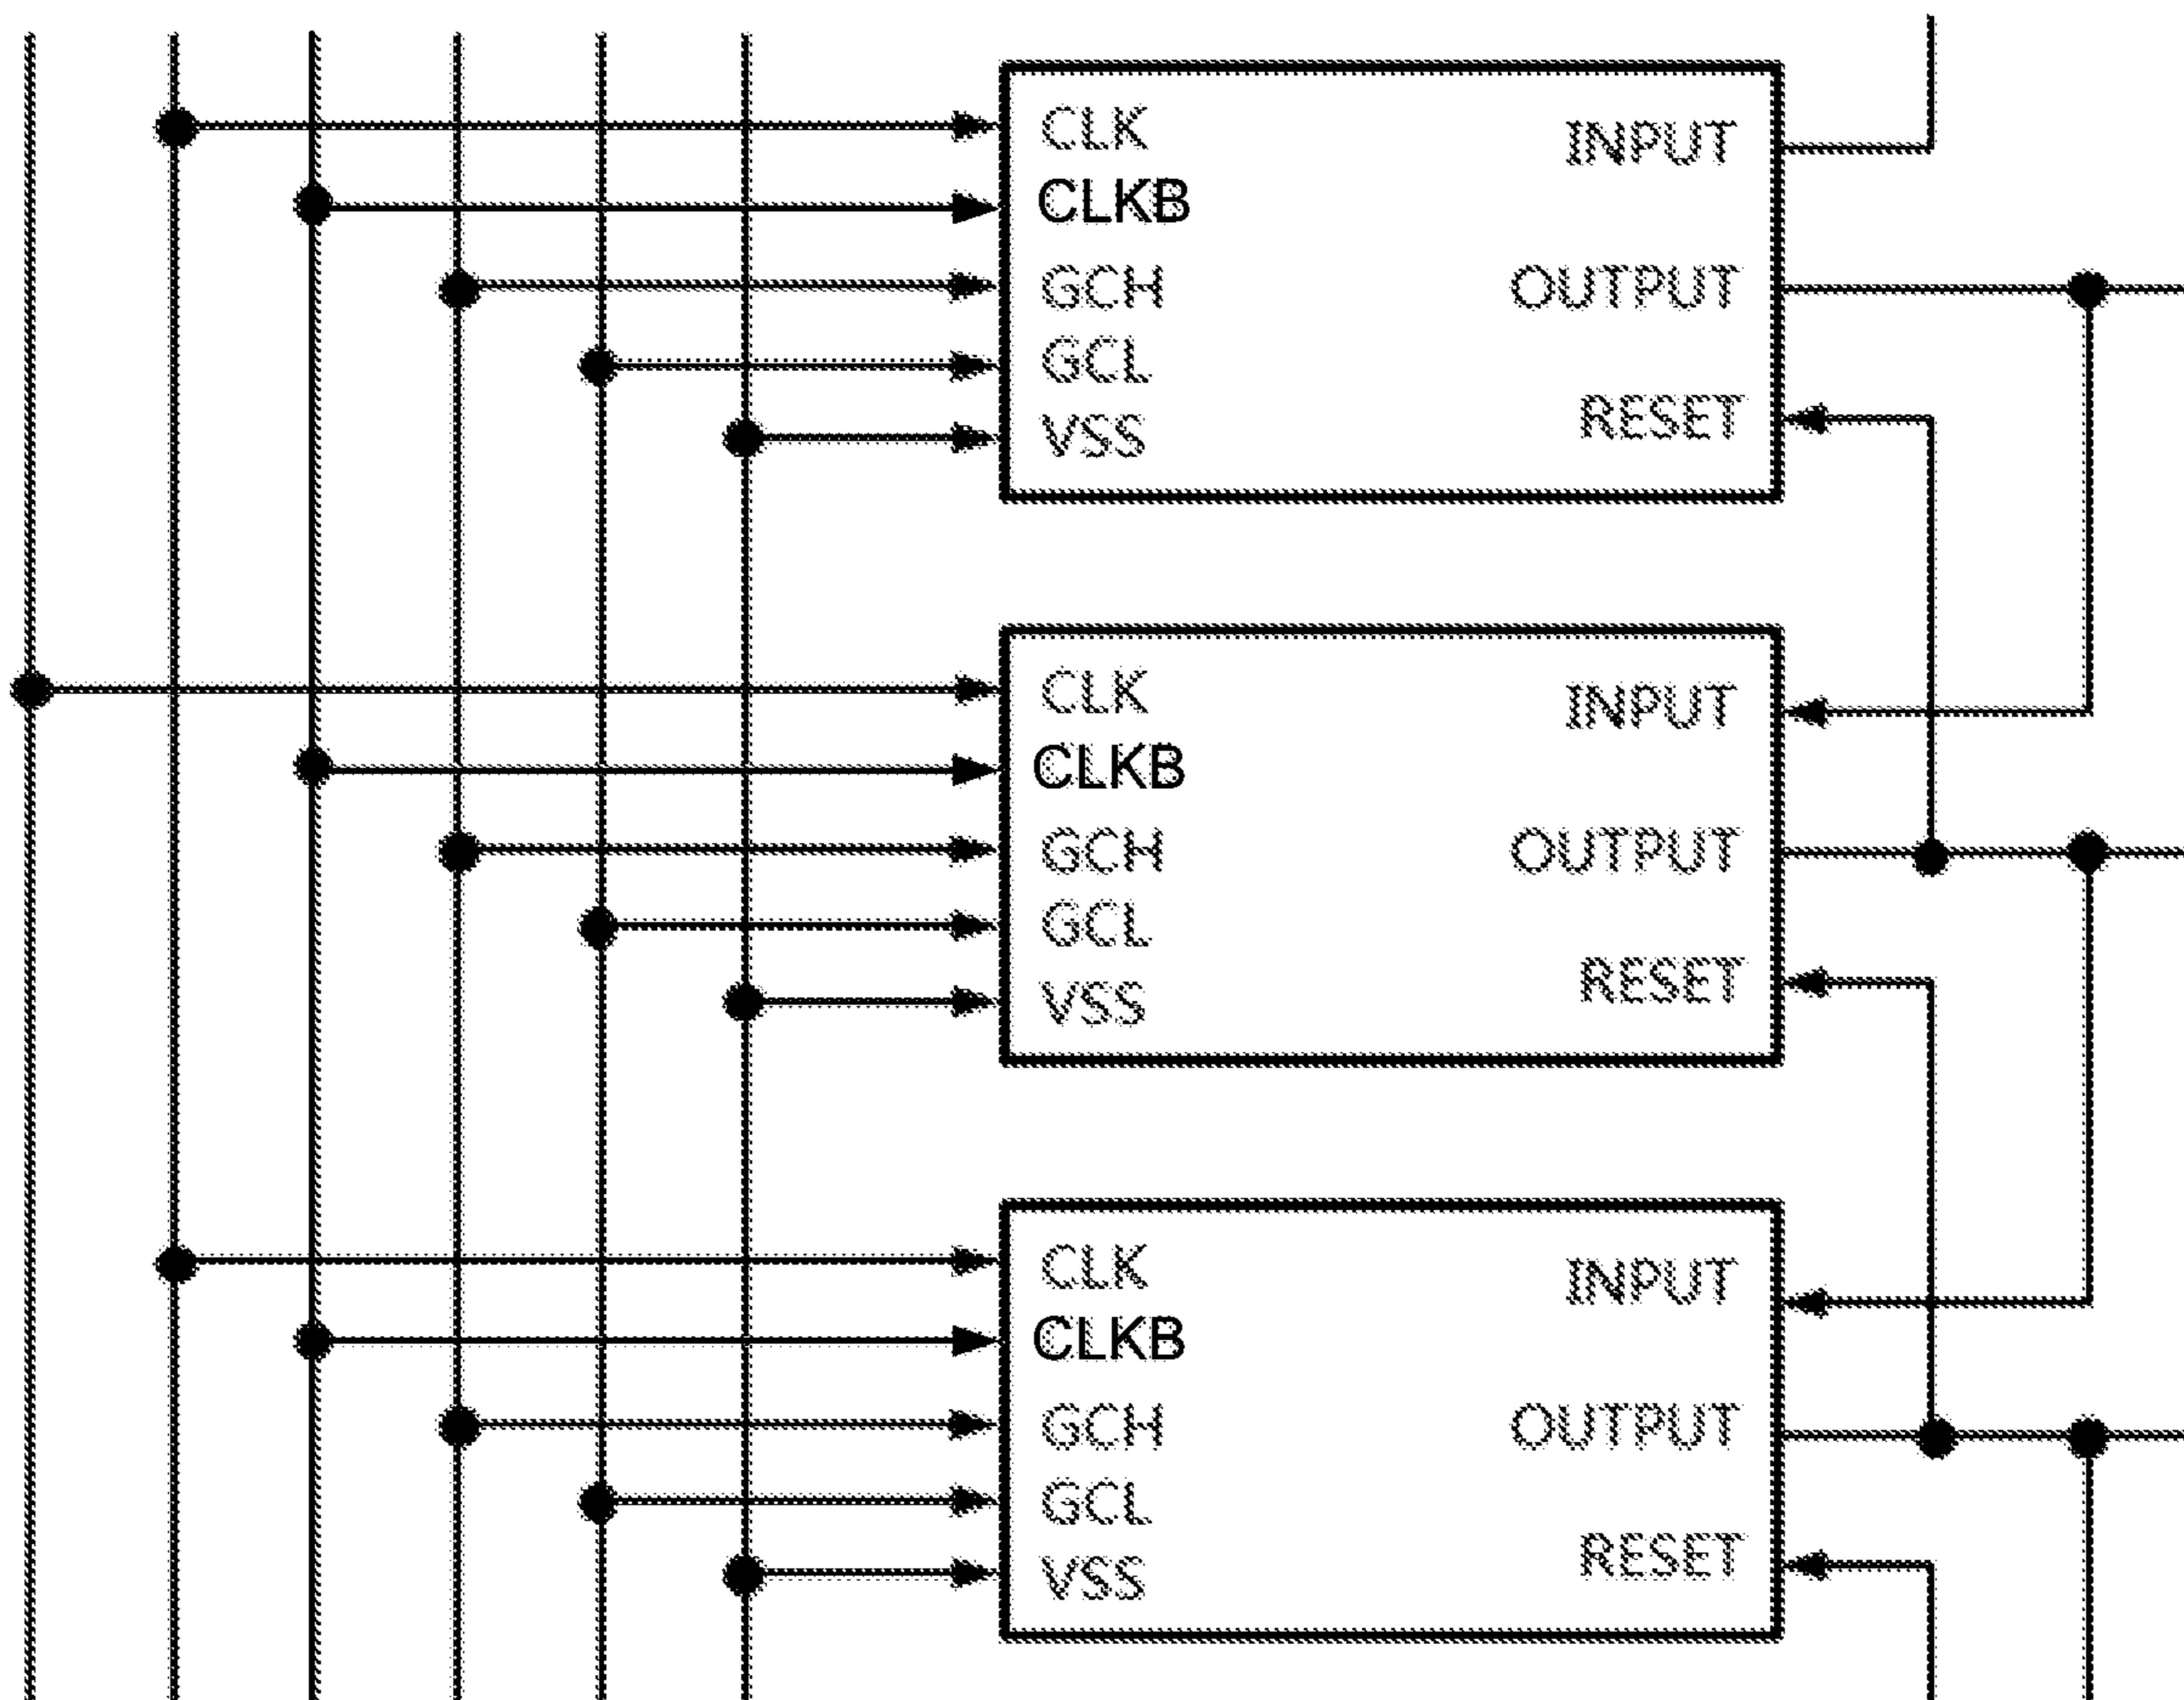 CLK
CLKB
GCH
GCL
VSS
INPUT
OUTPUT
RESET
CLK
CLKB
GCH
GCL
VSS
INPUT
OUTPUT
RESET
CLK
CLKB
GCH
GCL
VSS
INPUT
OUTPUT
RESET